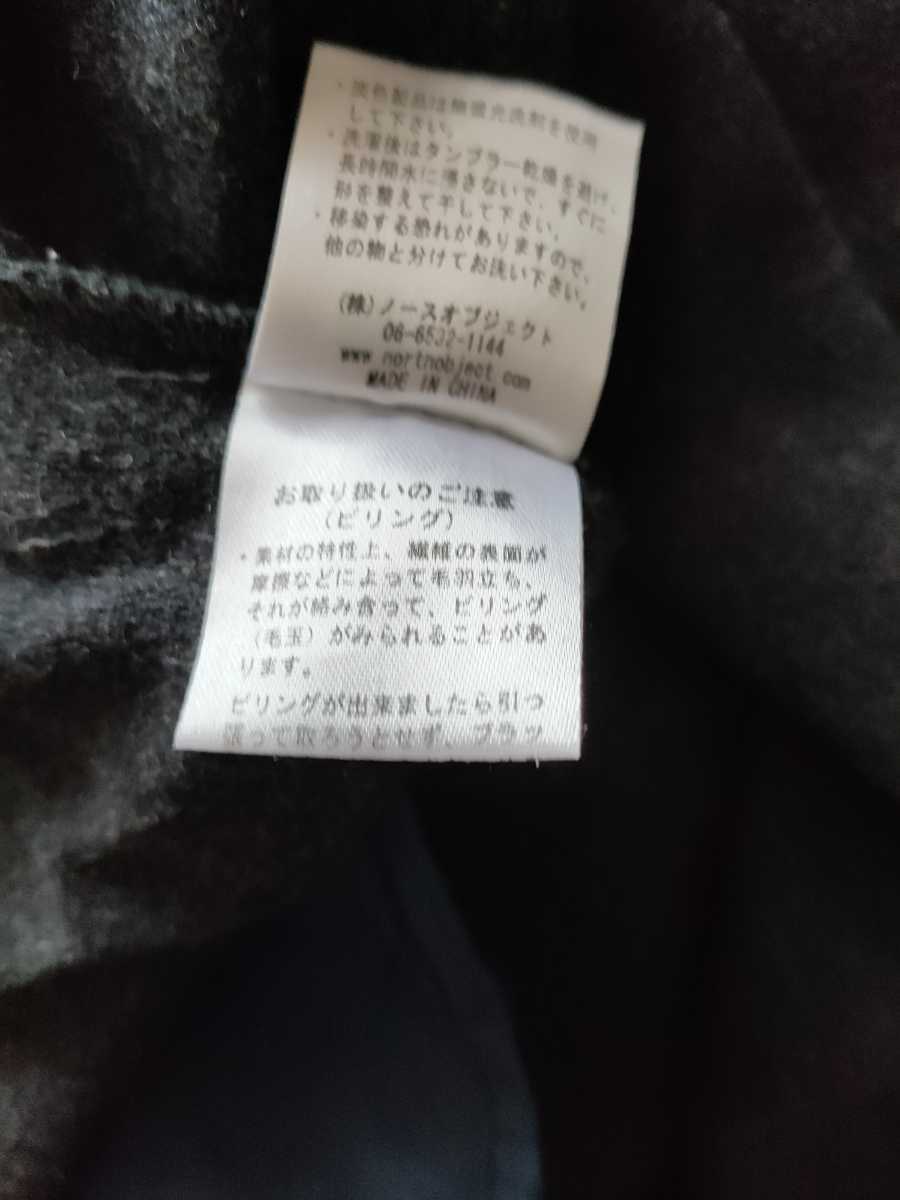 ・淡色製品は無蛍光洗剤を使用
して下さい。
・洗濯後はタンブラー乾燥を避け、
長時間水に浸さないで、すぐに
形を整えて干して下さい。
・移染する恐れがありますので、
他の物と分けてお洗い下さい。
(株)ノースオブジェクト
06-6532-1144
www.northobject.com
MADE IN CHINA
お取り扱いのご注意
(ピリング)
・素材の特性上、繊維の表面が
摩擦などによって毛羽立ち、
それが絡み合って、ピリング
(毛玉)がみられることがあ
ります。
ピリングが出来ましたら引っ
張って取ろうとせず、ブラッ